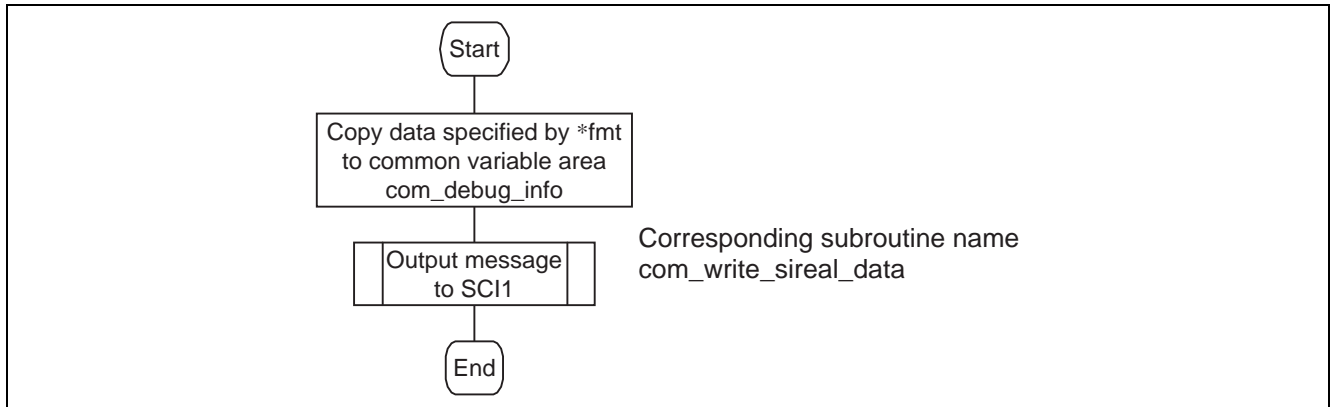 Start
Copy data specified by *fmt
to common variable area
com_debug_info
Output message
to SCI1
Corresponding subroutine name
com_write_sireal_data
End